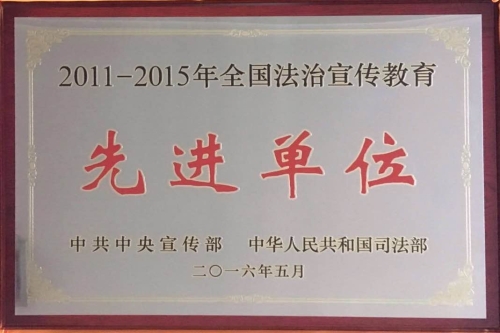 2011-2015年全国法治宣传教育
先进单位
中共中央宣传部 中华人民共和国司法部
二〇一六年五月